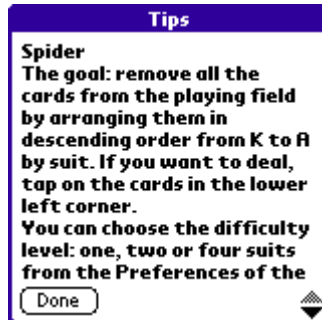 Tips
Spider
The goal: remove all the
cards from the playing field
by arranging them in
descending order from K to A
by suit. If you want to deal,
tap on the cards in the lower
left corner.
You can choose the difficulty
level: one, two or four suits
from the Preferences of the
Done